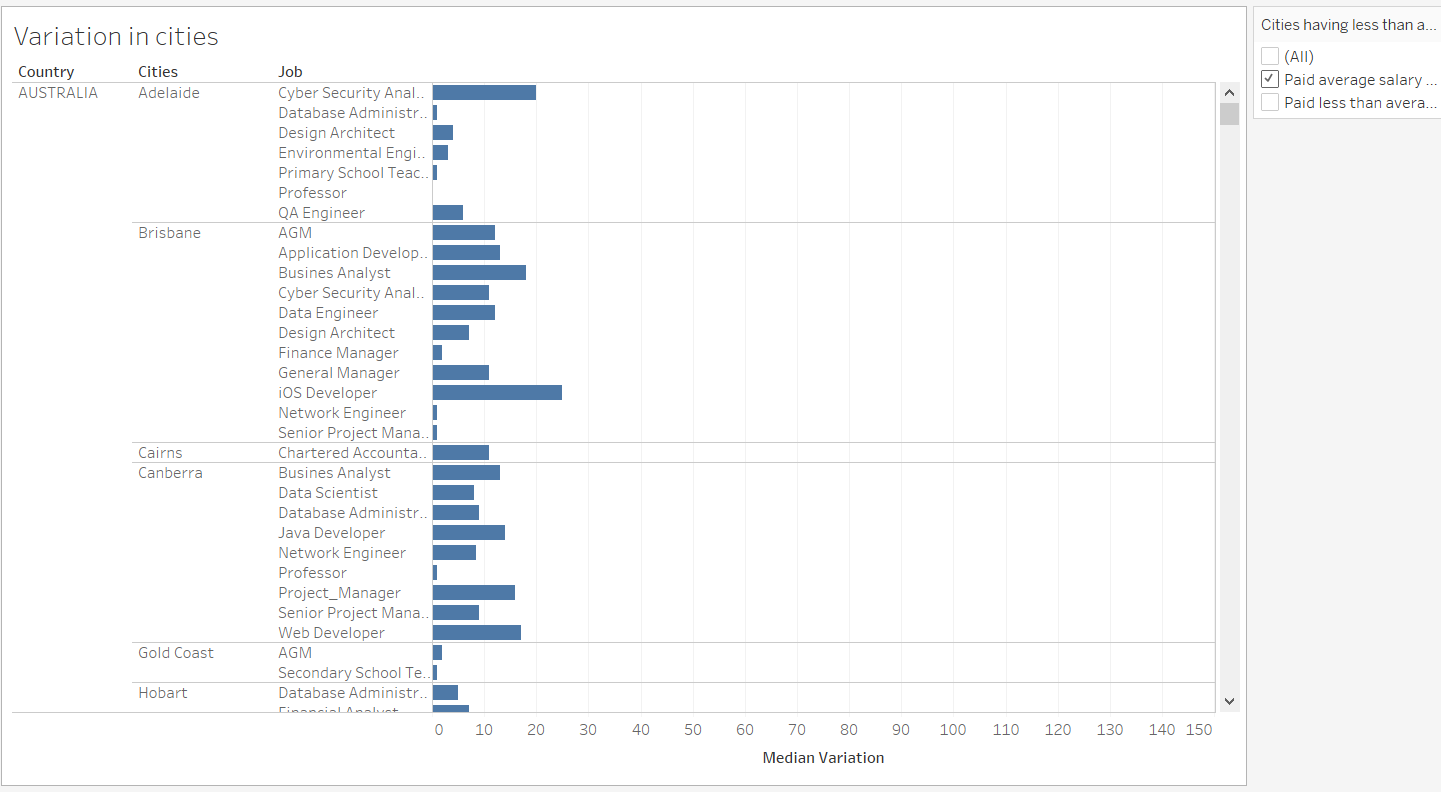 Variation in cities
Country Cities Job
AUSTRALIA Adelaide Cyber Security Anal..
Database Administr..
Design Architect
Environmental Engi..
Primary School Teac..
Professor
QA Engineer
Brisbane AGM
Application Develop..
Busines Analyst
Cyber Security Anal..
Data Engineer
Design Architect
Finance Manager
General Manager
iOS Developer
Network Engineer
Senior Project Mana..
Cairns Chartered Accounta..
Canberra Busines Analyst
Data Scientist
Database Administr..
Java Developer
Network Engineer
Professor
Project_Manager
Senior Project Mana..
Web Developer
Gold Coast AGM
Secondary School Te..
Hobart Database Administr..
Financial Analyst
0 10 20 30 40 50 60 70 80 90 100 110 120 130 140 150
Median Variation
Cities having less than a...
(All)
Paid average salary ...
Paid less than avera...